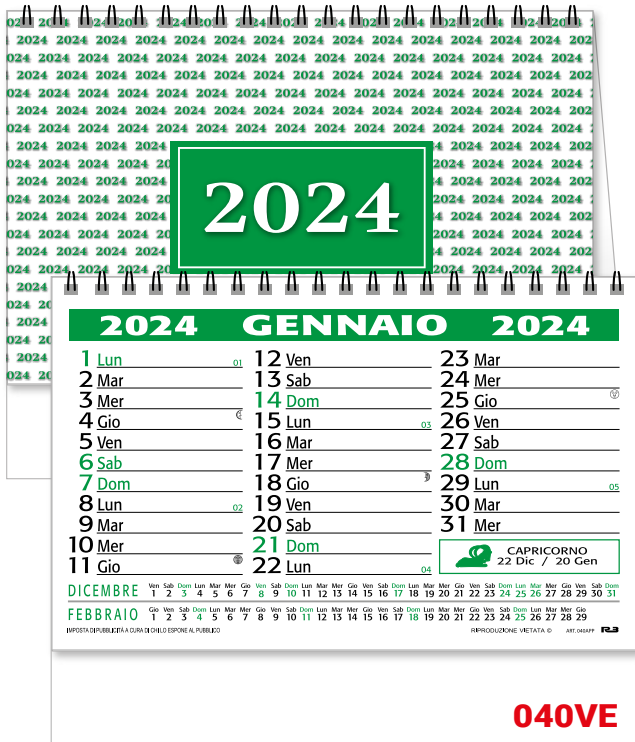 2024
2024 GENNAIO 2024
1 Lun 01
2 Mar
3 Mer
4 Gio
5 Ven
6 Sab
7 Dom
8 Lun 02
9 Mar
10 Mer
11 Gio
12 Ven
13 Sab
14 Dom
15 Lun 03
16 Mar
17 Mer
18 Gio
19 Ven
20 Sab
21 Dom
22 Lun 04
23 Mar
24 Mer
25 Gio
26 Ven
27 Sab
28 Dom
29 Lun 05
30 Mar
31 Mer
CAPRICORNO
22 Dic / 20 Gen
Ven Sab Dom Lun Mar Mer Gio Ven Sab Dom Lun Mar Mer Gio Ven Sab Dom Lun Mar Mer Gio Ven Sab Dom Lun Mar Mer Gio Ven Sab Dom
DICEMBRE 1 2 3 4 5 6 7 8 9 10 11 12 13 14 15 16 17 18 19 20 21 22 23 24 25 26 27 28 29 30 31
Gio Ven Sab Dom Lun Mar Mer Gio Ven Sab Dom Lun Mar Mer Gio Ven Sab Dom Lun Mar Mer Gio Ven Sab Dom Lun Mar Mer Gio
FEBBRAIO 1 2 3 4 5 6 7 8 9 10 11 12 13 14 15 16 17 18 19 20 21 22 23 24 25 26 27 28 29
IMPOSTA DI PUBBLICITÀ A CURA DI CHI LO ESPONE AL PUBBLICO RIPRODUZIONE VIETATA © ART. 040APP
040VE